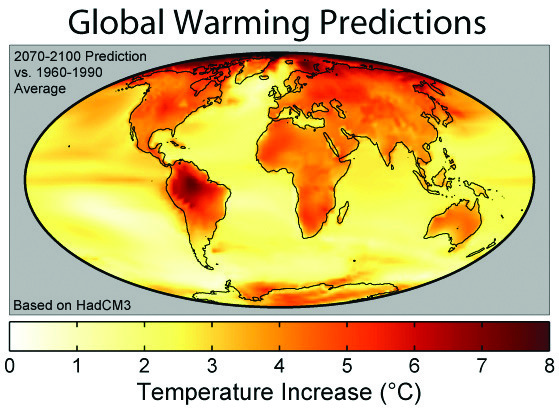 Global Warming Predictions
2070-2100 Prediction
vs. 1960-1990
Average
Based on HadCM3
0 1 2 3 4 5 6 7 8
Temperature Increase (°C)